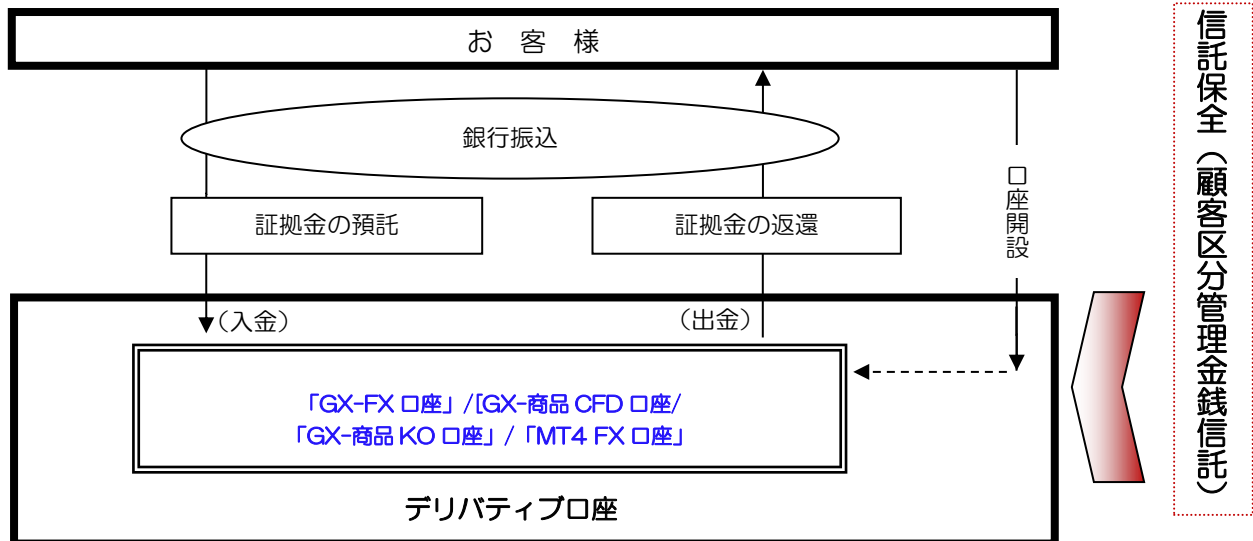 お 客 様
銀行振込
証拠金の預託
証拠金の返還
口座開設
（入金）
（出金）
「GX-FX 口座」/[GX-商品 CFD 口座/
「GX-商品 KO 口座」/「MT4 FX 口座」
デリバティブ口座
信託保全（顧客区分管理金銭信託）